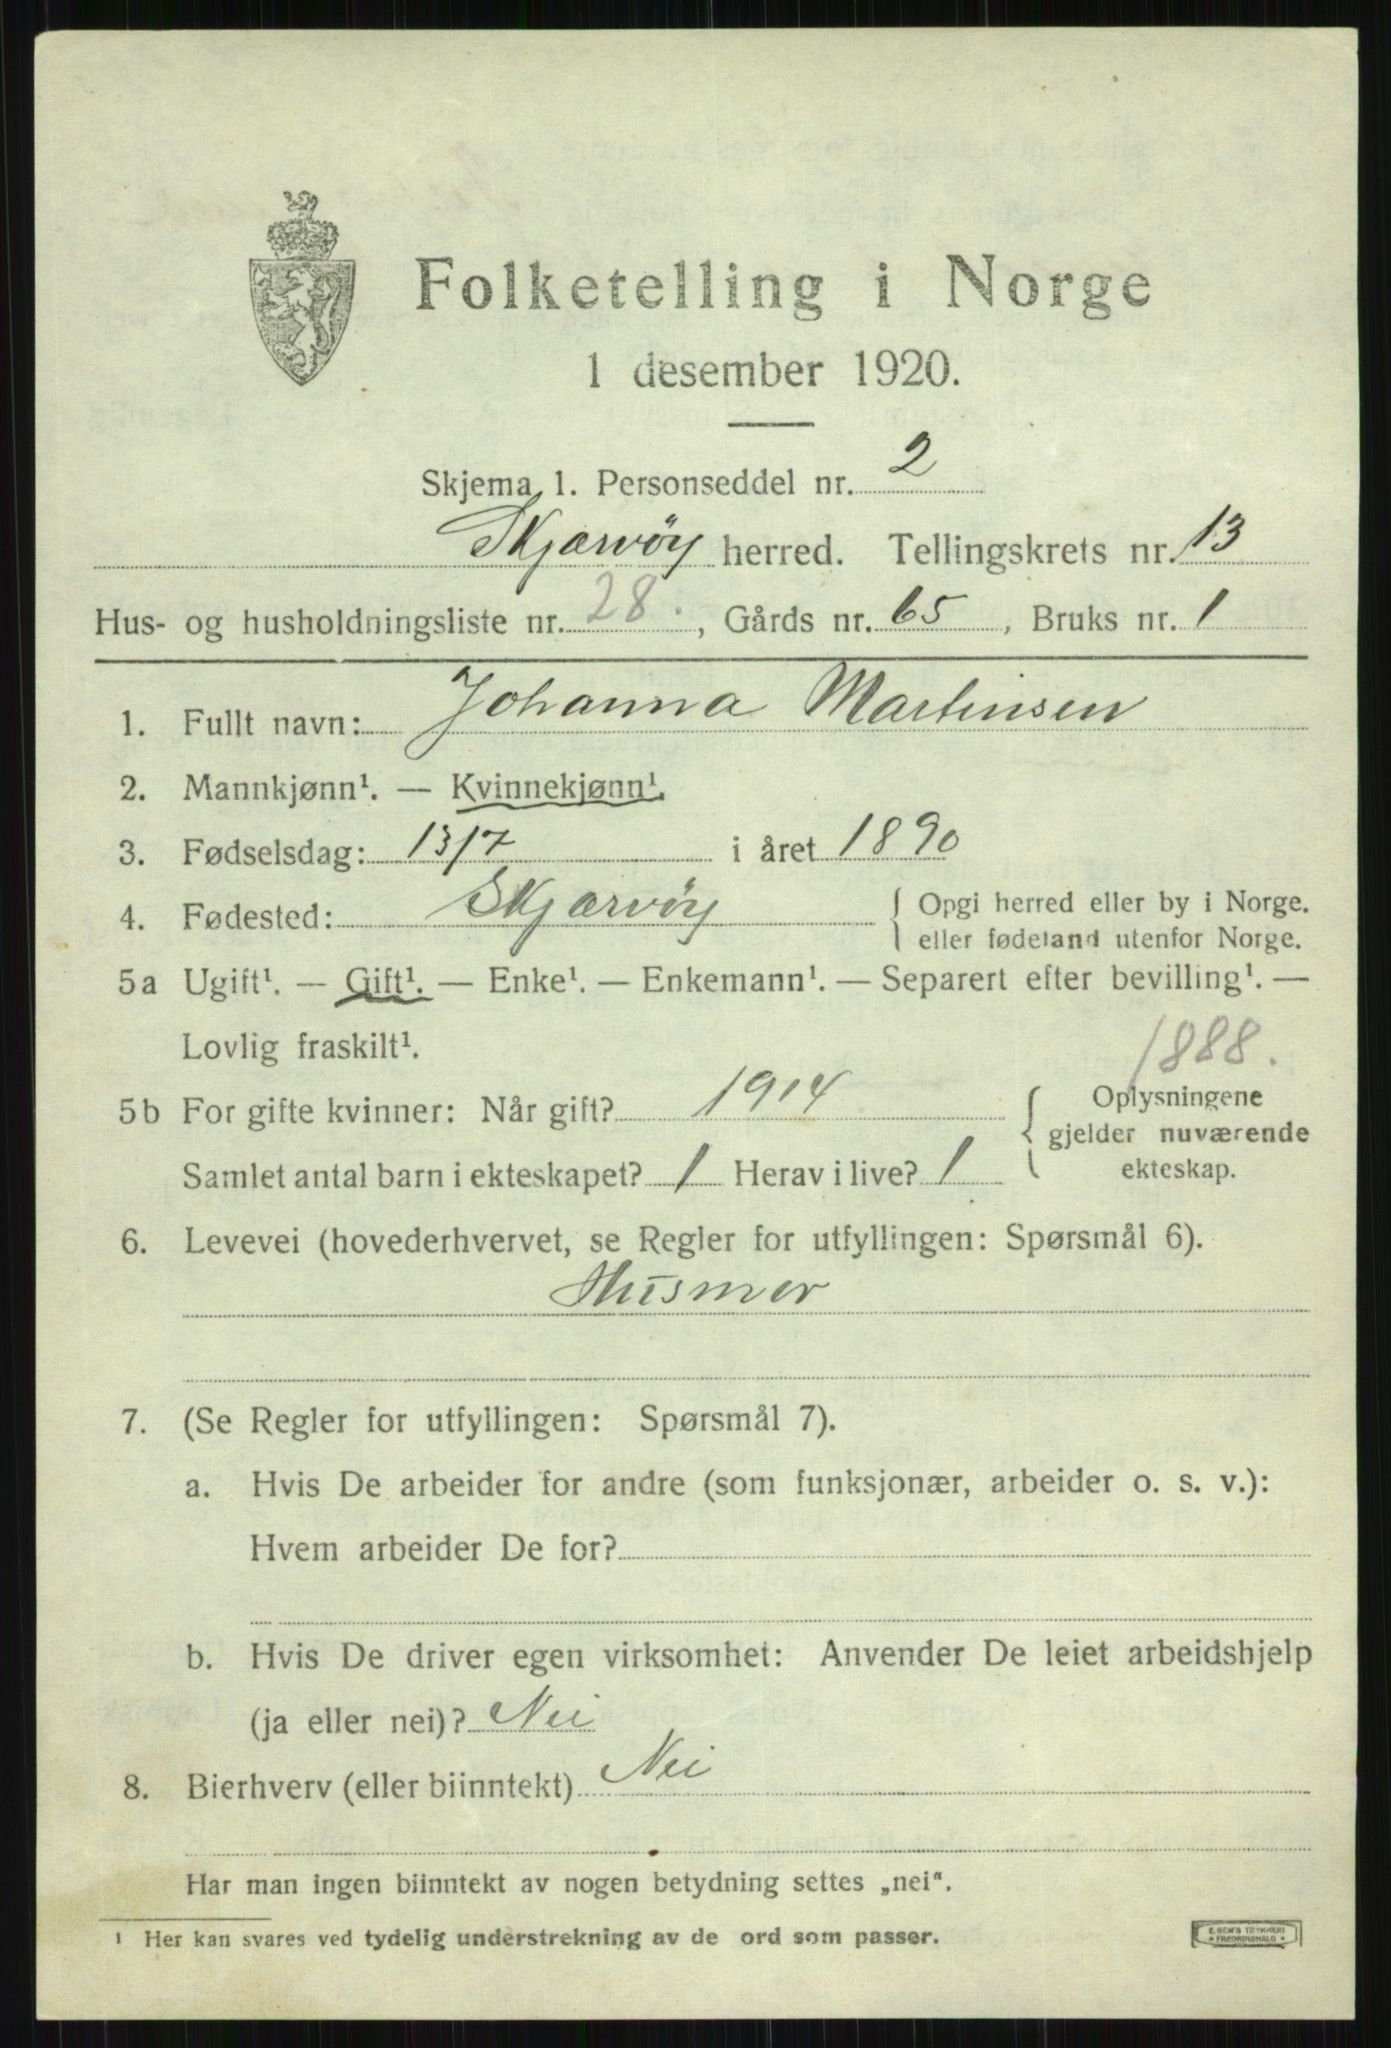 Folketelling i Norge
1 desember 1920.
Skjema 1. Personseddel nr. 2
Skjærvöy herred. Tellingskrets nr. 13
Hus- og husholdningsliste nr. 28. , Gårds nr. 65 , Bruks nr. 1
1. Fullt navn: Johanna Martinsen
2. Mannkjønn¹. — Kvinnekjønn¹.
3. Fødselsdag: 13/7 i året 1890
4. Fødested: Skjærvöy { Opgi herred eller by i Norge.
eller fødeland utenfor Norge.
5a Ugift¹. — Gift¹. — Enke¹. — Enkemann¹. — Separert efter bevilling¹. —
Lovlig fraskilt¹.
1888.
5b For gifte kvinner: Når gift? 1914 { Oplysningene
gjelder nuværende
Samlet antal barn i ekteskapet? 1 Herav i live? 1 ekteskap.
6. Levevei (hovederhvervet, se Regler for utfyllingen: Spørsmål 6).
Husmor
7. (Se Regler for utfyllingen: Spørsmål 7).
a. Hvis De arbeider for andre (som funksjonær, arbeider o. s. v.):
Hvem arbeider De for?
b. Hvis De driver egen virksomhet: Anvender De leiet arbeidshjelp
(ja eller nei)? Nei
8. Bierhverv (eller biinntekt) Nei
Har man ingen biinntekt av nogen betydning settes „nei“.
¹ Her kan svares ved tydelig understrekning av de ord som passer.
E. SEM'S TRYKKERI
FREDRIKSHALD